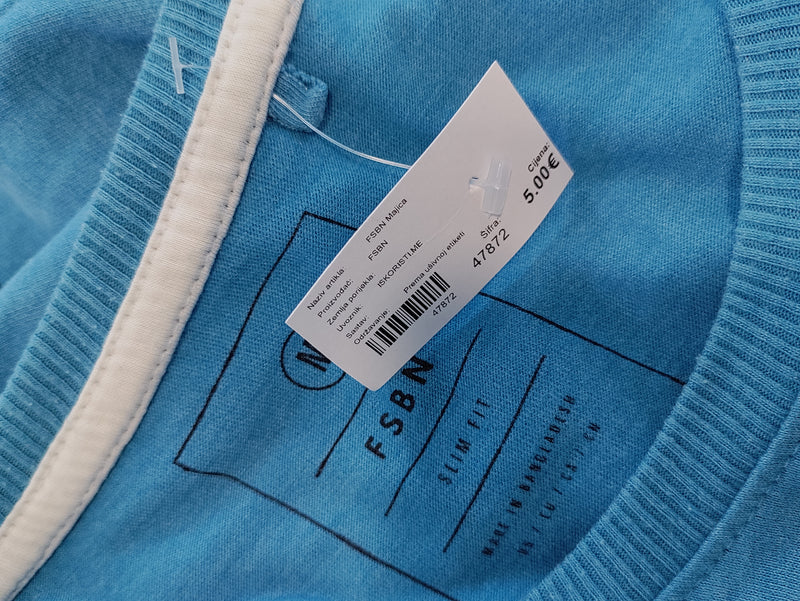 Naziv artikla: FSBN Majica
Proizvođač: FSBN
Zemlja porijekla:
Uvoznik: ISKORISTI.ME
Sastav:
Održavanje: Prema ušivnoj etiketi
47872
Šifra:
47872
Cijena:
5.00€
M
FSBN
SLIM FIT
MADE IN BANGLADESH